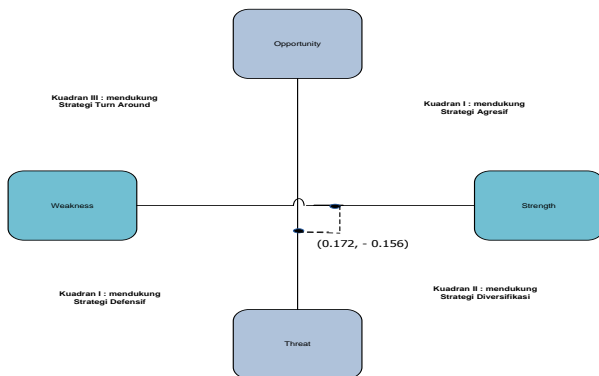 Opportunity
Kuadran III : mendukung
Strategi Turn Around
Kuadran I : mendukung
Strategi Agresif
Weakness
Strength
(0.172, - 0.156)
Kuadran I : mendukung
Strategi Defensif
Kuadran II : mendukung
Strategi Diversifikasi
Threat